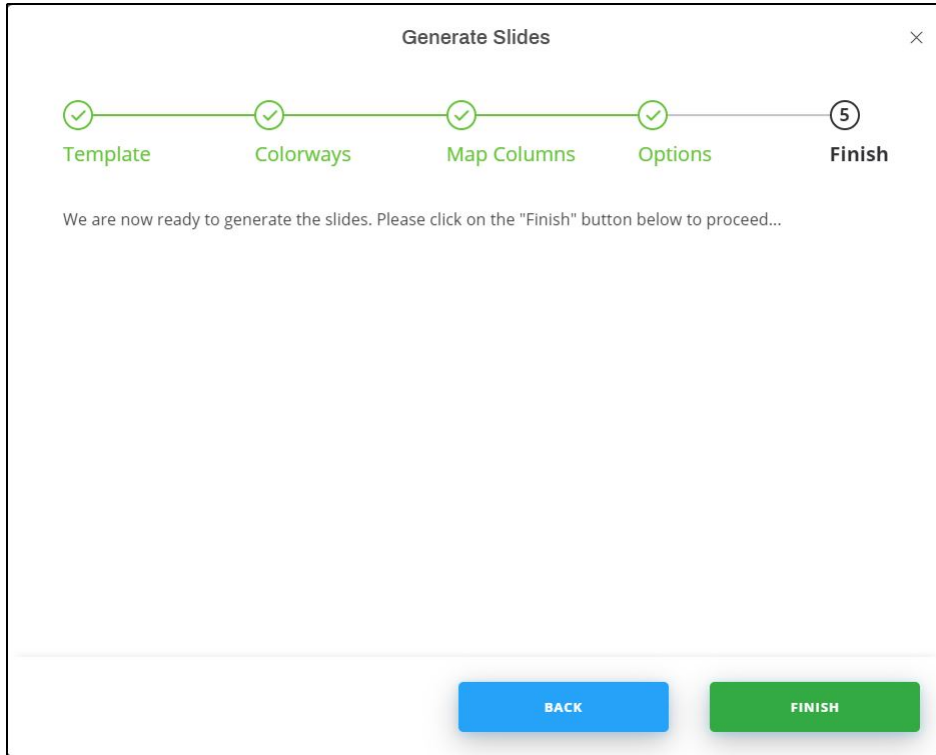 Generate Slides
5
Template Colorways Map Columns Options Finish
We are now ready to generate the slides. Please click on the "Finish" button below to proceed...
BACK FINISH